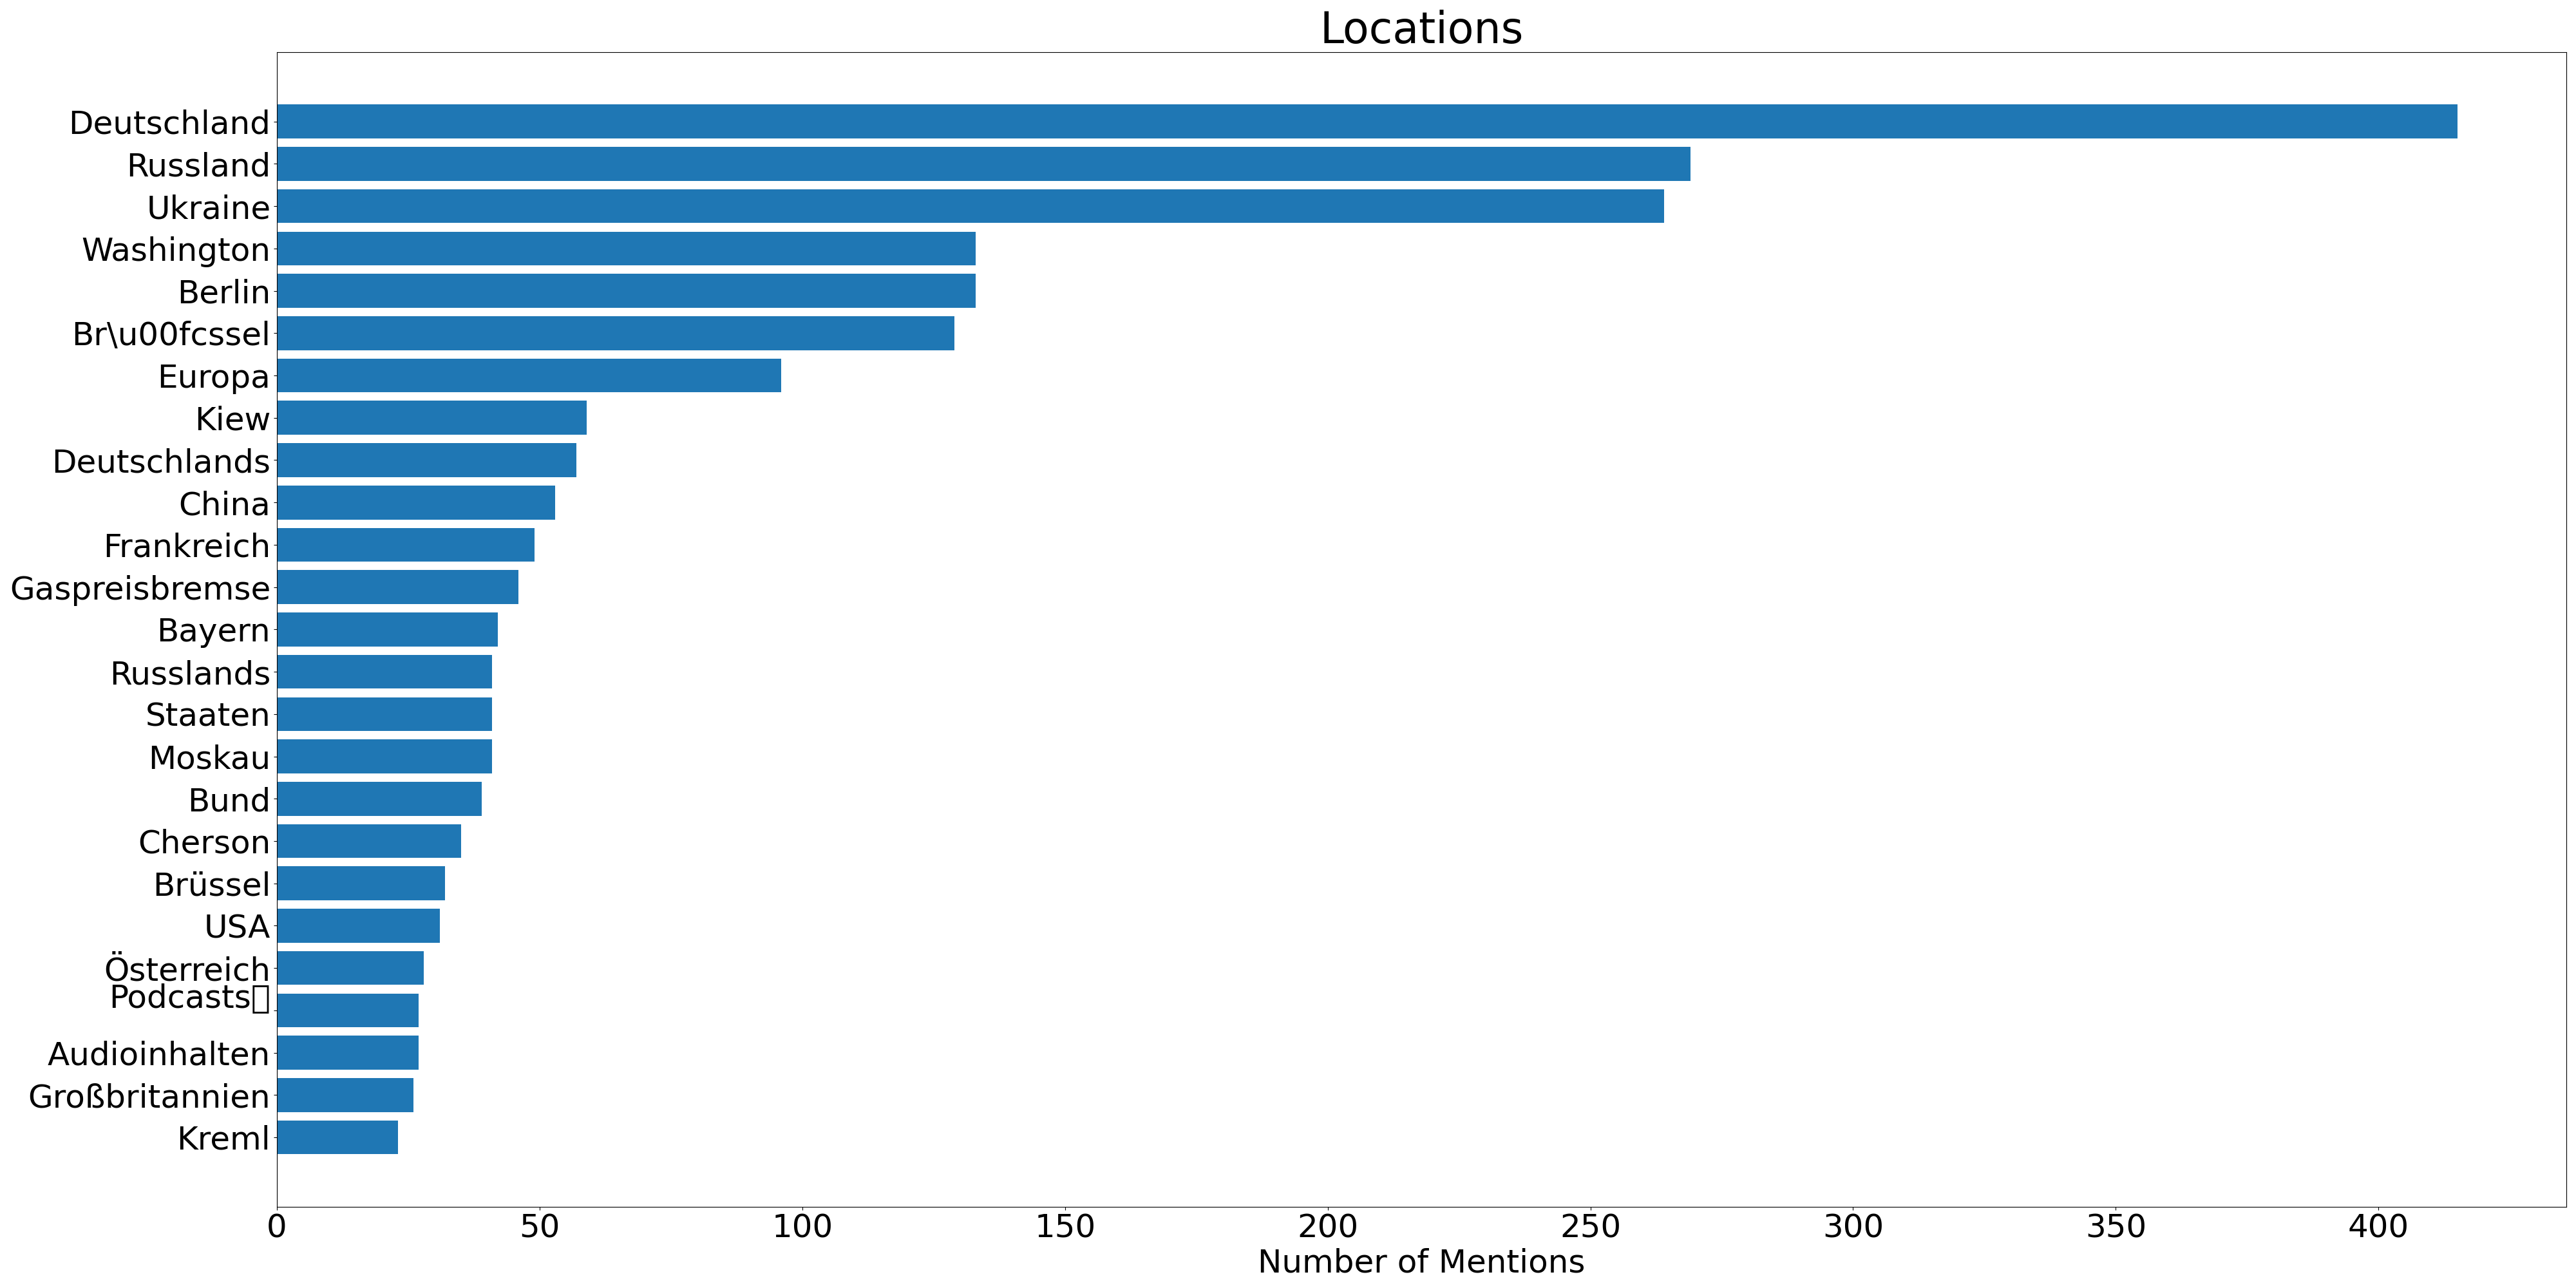 Locations
Deutschland
Russland
Ukraine
Washington
Berlin
Br\u00fcssel
Europa
Kiew
Deutschlands
China
Frankreich
Gaspreisbremse
Bayern
Russlands
Staaten
Moskau
Bund
Cherson
Brüssel
USA
Österreich
Podcasts
Audioinhalten
Großbritannien
Kreml
0 50 100 150 200 250 300 350 400
Number of Mentions